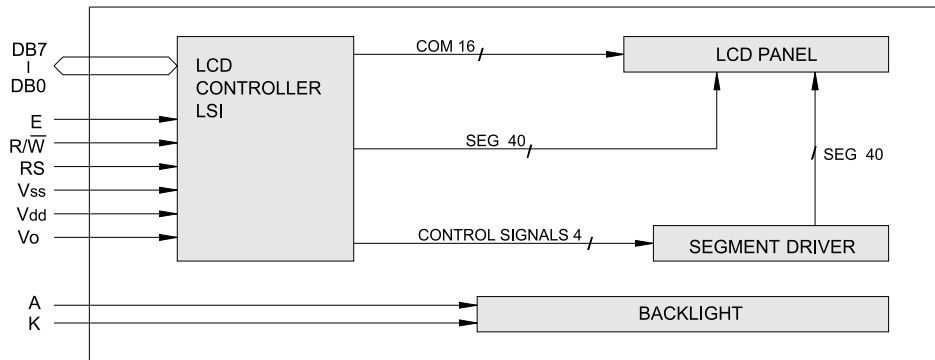 DB7
DB0
E
R/W̅
RS
Vss
Vdd
Vo
A
K
LCD
CONTROLLER
LSI
COM 16
LCD PANEL
SEG 40
SEG 40
CONTROL SIGNALS 4
SEGMENT DRIVER
BACKLIGHT